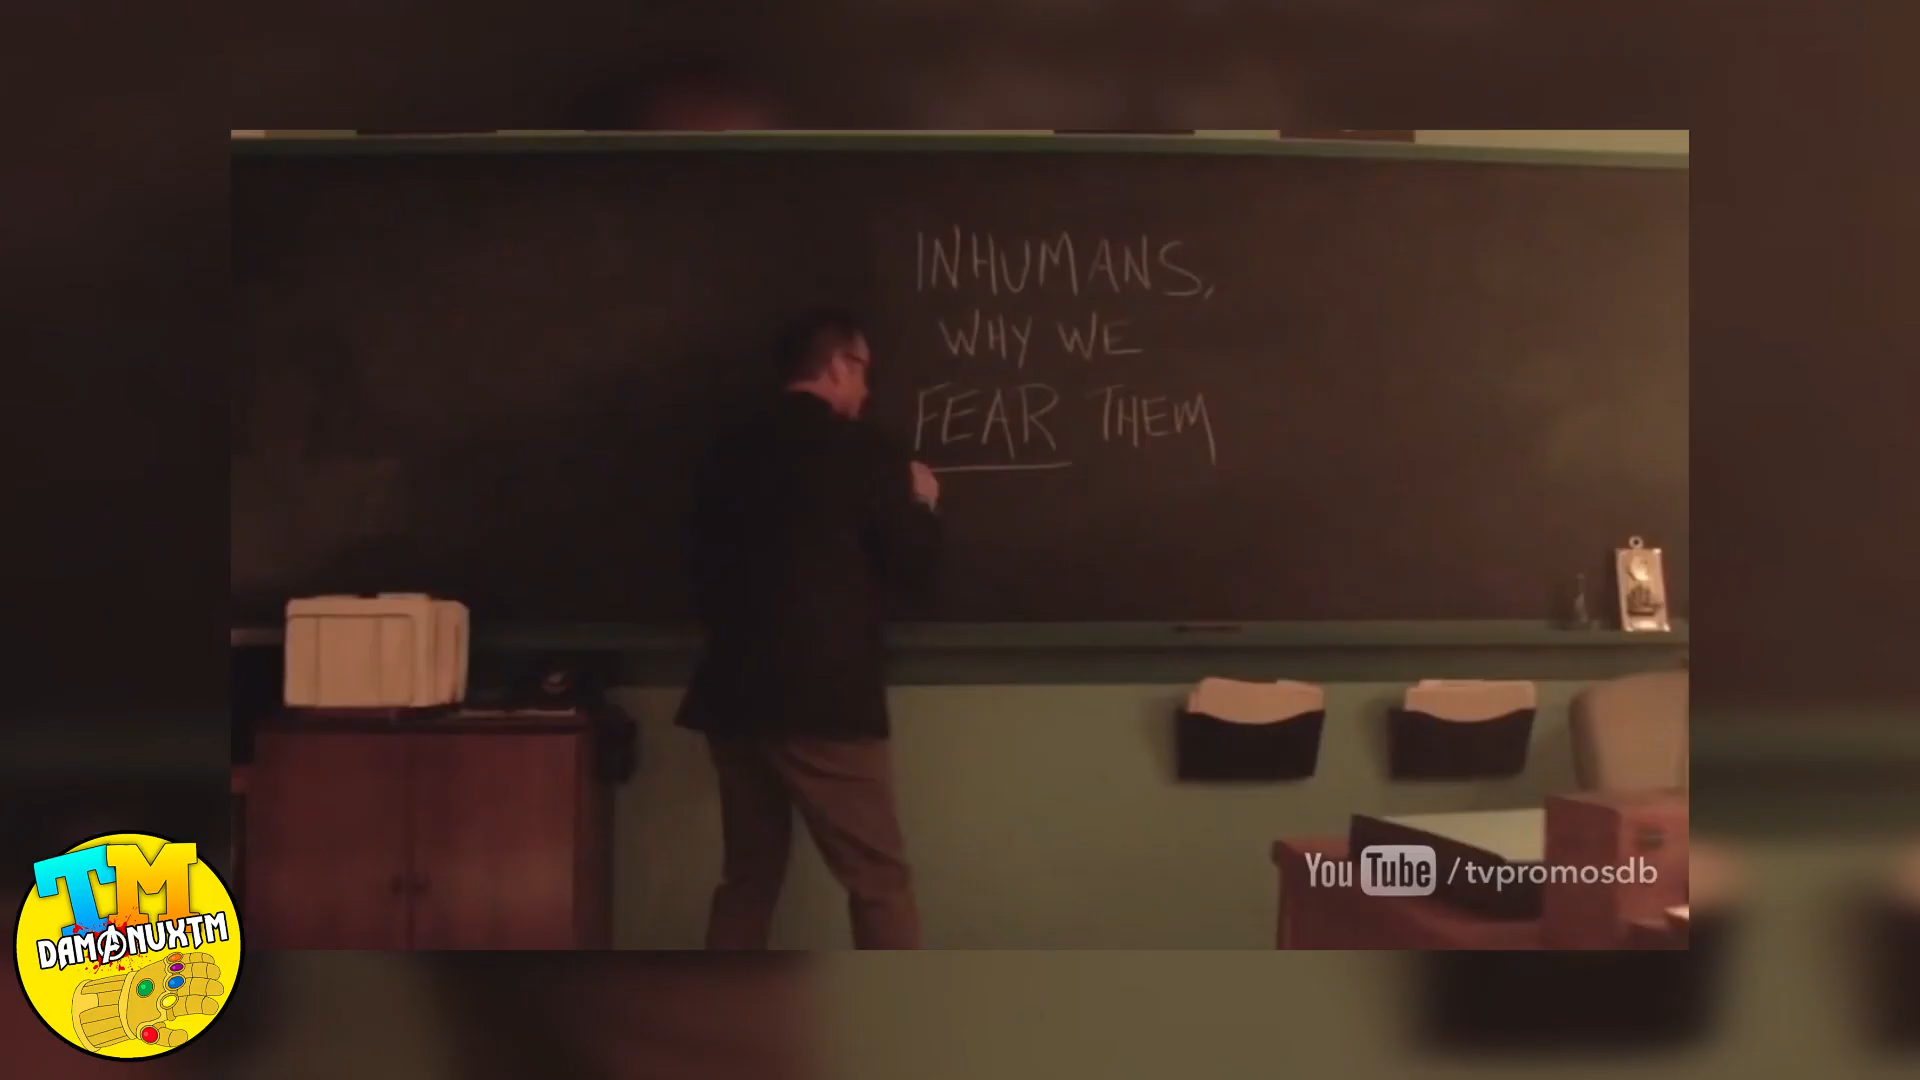 INHUMANS,
WHY WE
FEAR THEM
YouTube /tvpromosdb
TM
DAMANUXTM